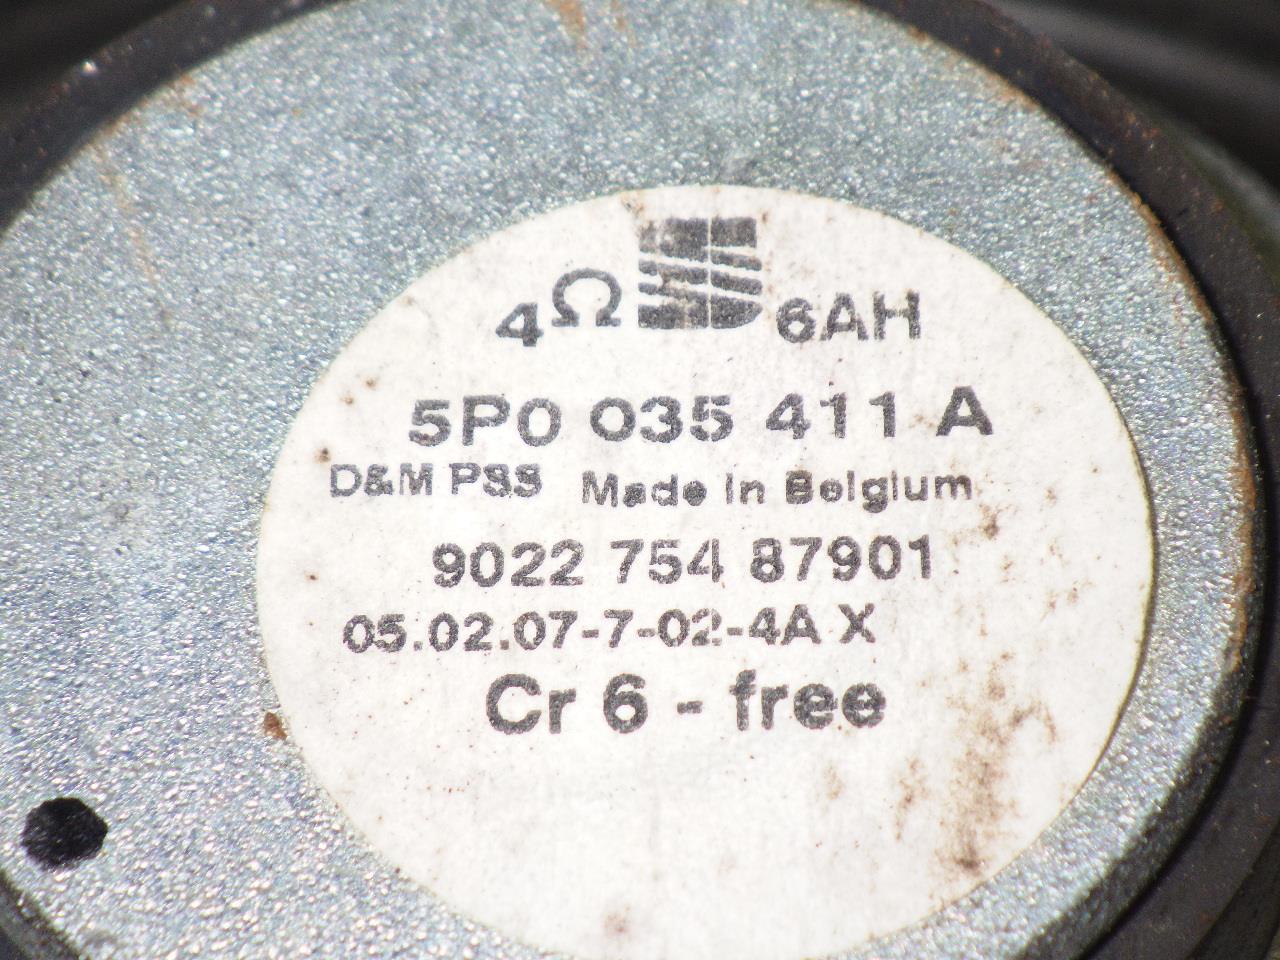 4Ω 6AH
5P0 035 411 A
D&M PSS Made in Belgium
9022 754 87901
05.02.07-7-02-4A X
Cr 6 - free